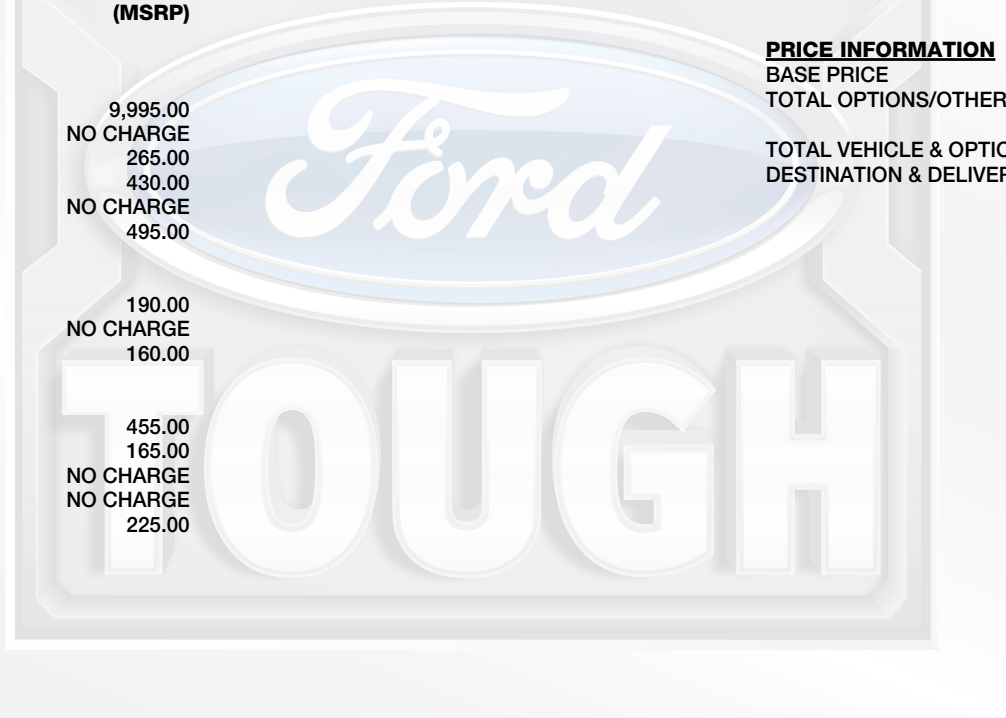 (MSRP)
9,995.00
NO CHARGE
265.00
430.00
NO CHARGE
495.00
190.00
NO CHARGE
160.00
455.00
165.00
NO CHARGE
NO CHARGE
225.00
PRICE INFORMATION
BASE PRICE
TOTAL OPTIONS/OTHER
TOTAL VEHICLE & OPTIO
DESTINATION & DELIVER
Ford
TOUGH